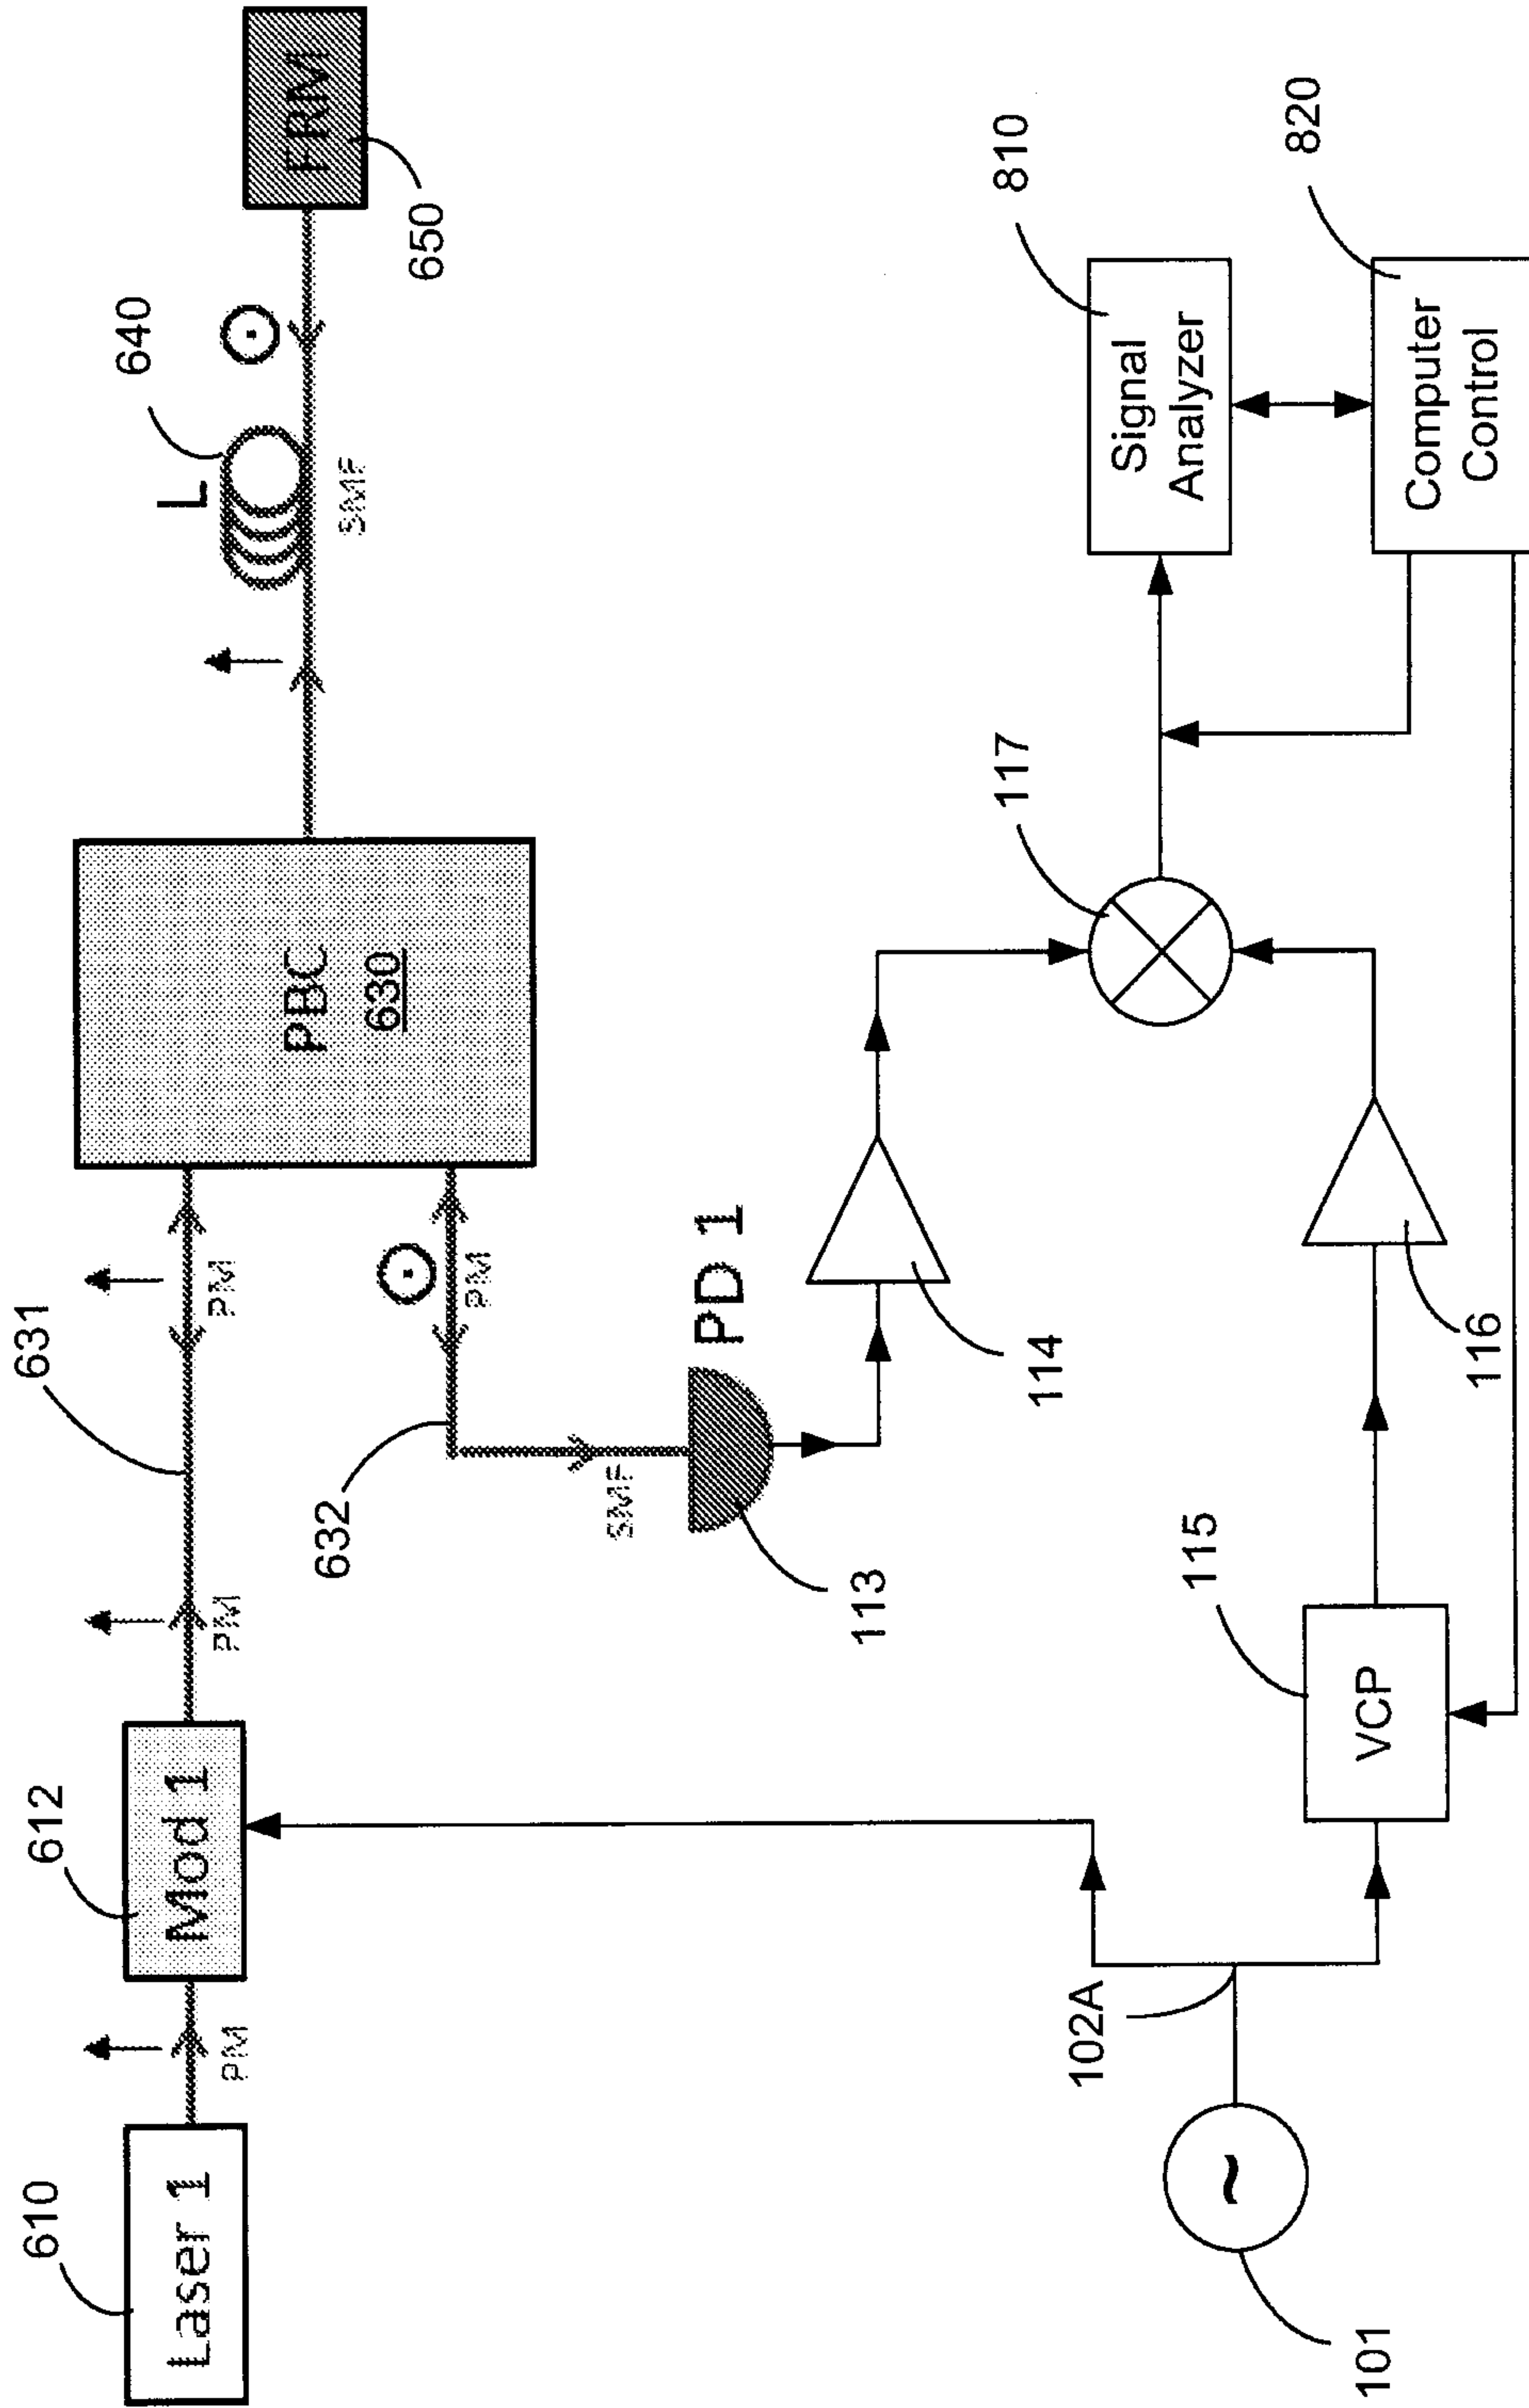 610
Laser 1
PM
612
Mod 1
PM
631
PM
PBC
630
L
640
SMF
FRM
650
632
PM
SMF
PD 1
113
114
117
Signal
Analyzer
810
Computer
Control
820
101
~
102A
VCP
115
116